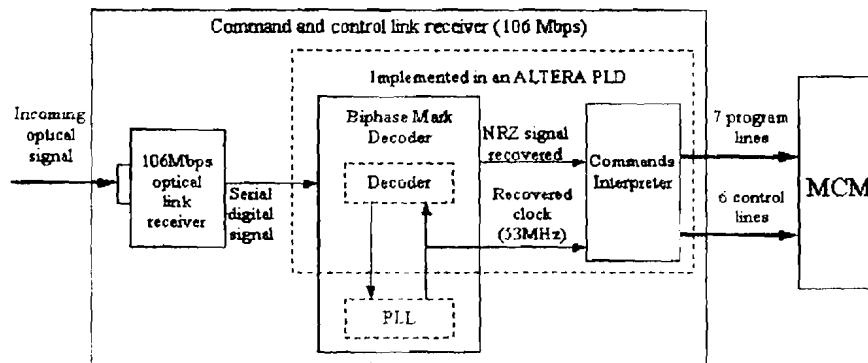 Command and control link receiver (106 Mbps)
Implemented in an ALTERA PLD
Incoming
optical
signal
106Mbps
optical
link
receiver
Serial
digital
signal
Biphase Mark
Decoder
Decoder
PLL
NRZ signal
recovered
Recovered
clock
(53MHz)
Commands
Interpreter
7 program
lines
6 control
lines
MCM